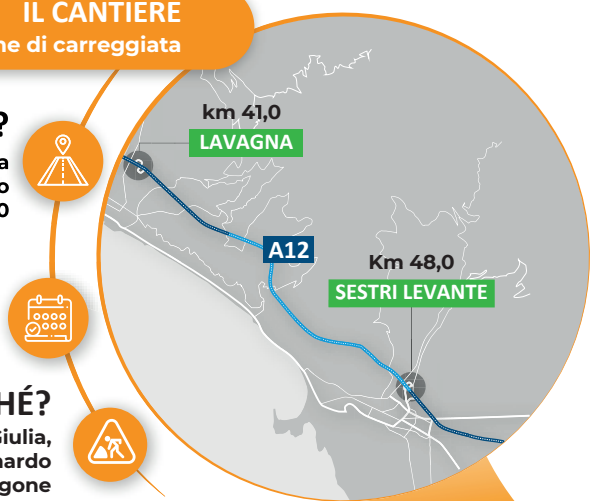 IL CANTIERE
ne di carreggiata
?
a
o
0
HÉ?
Giulia,
nardo
gone
km 41,0
LAVAGNA
A12
Km 48,0
SESTRI LEVANTE